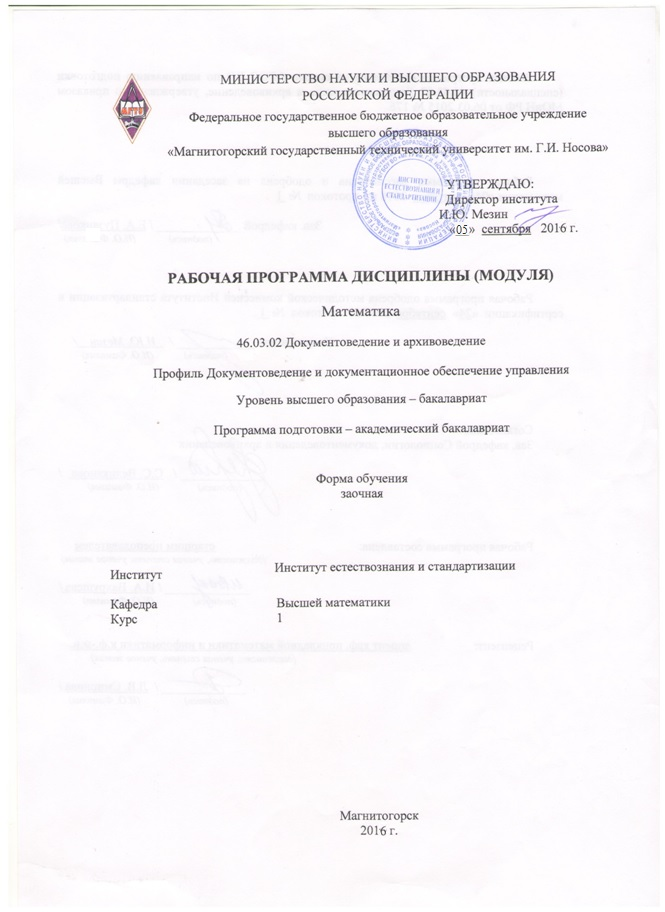 МИНИСТЕРСТВО НАУКИ И ВЫСШЕГО ОБРАЗОВАНИЯ
РОССИЙСКОЙ ФЕДЕРАЦИИ
Федеральное государственное бюджетное образовательное учреждение
высшего образования
«Магнитогорский государственный технический университет им. Г.И. Носова»
ИНСТИТУТ
ЕСТЕСТВОЗНАНИЯ И
СТАНДАРТИЗАЦИИ
УТВЕРЖДАЮ:
Директор института
И.Ю. Мезин
«05» сентября 2016 г.
РАБОЧАЯ ПРОГРАММА ДИСЦИПЛИНЫ (МОДУЛЯ)
Математика
46.03.02 Документоведение и архивоведение
Профиль Документоведение и документационное обеспечение управления
Уровень высшего образования – бакалавриат
Программа подготовки – академический бакалавриат
Форма обучения
заочная
Институт Институт естествознания и стандартизации
Кафедра Высшей математики
Курс 1
Магнитогорск
2016 г.